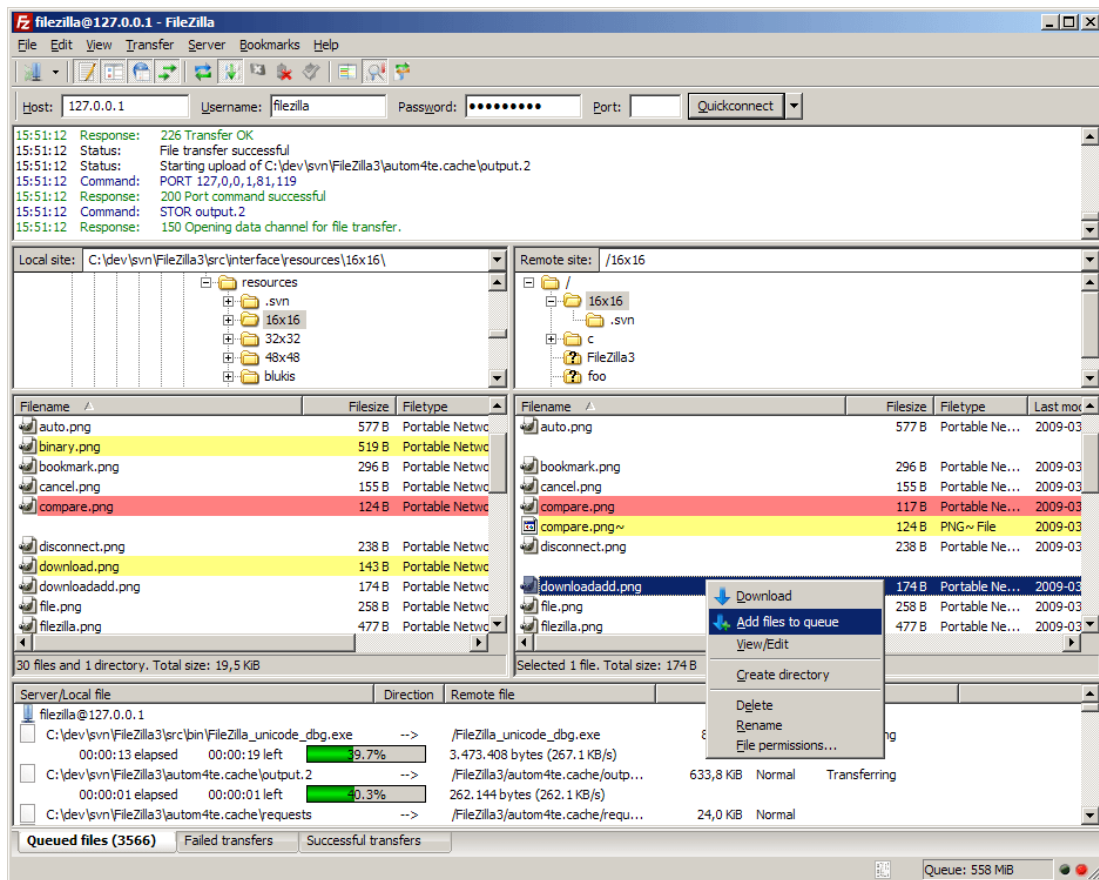 filezilla@127.0.0.1 - FileZilla
File Edit View Transfer Server Bookmarks Help
Host: 127.0.0.1 Username: filezilla Password: ●●●●●●●●● Port: Quickconnect
15:51:12 Response: 226 Transfer OK
15:51:12 Status: File transfer successful
15:51:12 Status: Starting upload of C:\dev\svn\FileZilla3\autom4te.cache\output.2
15:51:12 Command: PORT 127,0,0,1,81,119
15:51:12 Response: 200 Port command successful
15:51:12 Command: STOR output.2
15:51:12 Response: 150 Opening data channel for file transfer.
Local site: C:\dev\svn\FileZilla3\src\interface\resources\16x16\
resources
.svn
16x16
32x32
48x48
blukis
Remote site: /16x16
/
16x16
.svn
c
FileZilla3
foo
Filename Filesize Filetype
auto.png 577 B Portable Netwo
binary.png 519 B Portable Netwo
bookmark.png 296 B Portable Netwo
cancel.png 155 B Portable Netwo
compare.png 124 B Portable Netwo
disconnect.png 238 B Portable Netwo
download.png 143 B Portable Netwo
downloadadd.png 174 B Portable Netwo
file.png 258 B Portable Netwo
filezilla.png 477 B Portable Netwo
30 files and 1 directory. Total size: 19,5 KiB
Filename Filesize Filetype Last moc
auto.png 577 B Portable Ne... 2009-03
bookmark.png 296 B Portable Ne... 2009-03
cancel.png 155 B Portable Ne... 2009-03
compare.png 117 B Portable Ne... 2009-03
compare.png~ 124 B PNG~ File 2009-03
disconnect.png 238 B Portable Ne... 2009-03
downloadadd.png 174 B Portable Ne... 2009-03
file.png 258 B Portable Ne... 2009-03
filezilla.png 477 B Portable Ne... 2009-03
Selected 1 file. Total size: 174 B
Download
Add files to queue
View/Edit
Create directory
Delete
Rename
File permissions...
Server/Local file Direction Remote file
filezilla@127.0.0.1
C:\dev\svn\FileZilla3\src\bin\FileZilla_unicode_dbg.exe --> /FileZilla_unicode_dbg.exe 8 ng
00:00:13 elapsed 00:00:19 left 39.7% 3.473.408 bytes (267.1 KB/s)
C:\dev\svn\FileZilla3\autom4te.cache\output.2 --> /FileZilla3/autom4te.cache/outp... 633,8 KiB Normal Transferring
00:00:01 elapsed 00:00:01 left 40.3% 262.144 bytes (262.1 KB/s)
C:\dev\svn\FileZilla3\autom4te.cache\requests --> /FileZilla3/autom4te.cache/requ... 24,0 KiB Normal
Queued files (3566) Failed transfers Successful transfers
Queue: 558 MiB